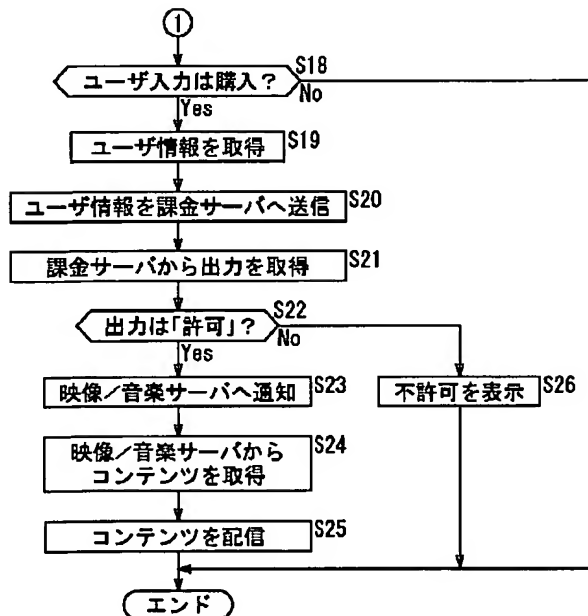 1
S18
ユーザ入力は購入?
No
Yes
S19
ユーザ情報を取得
S20
ユーザ情報を課金サーバへ送信
S21
課金サーバから出力を取得
S22
出力は「許可」?
No
Yes
S23
映像/音楽サーバへ通知
不許可を表示
S26
S24
映像/音楽サーバから
コンテンツを取得
S25
コンテンツを配信
エンド